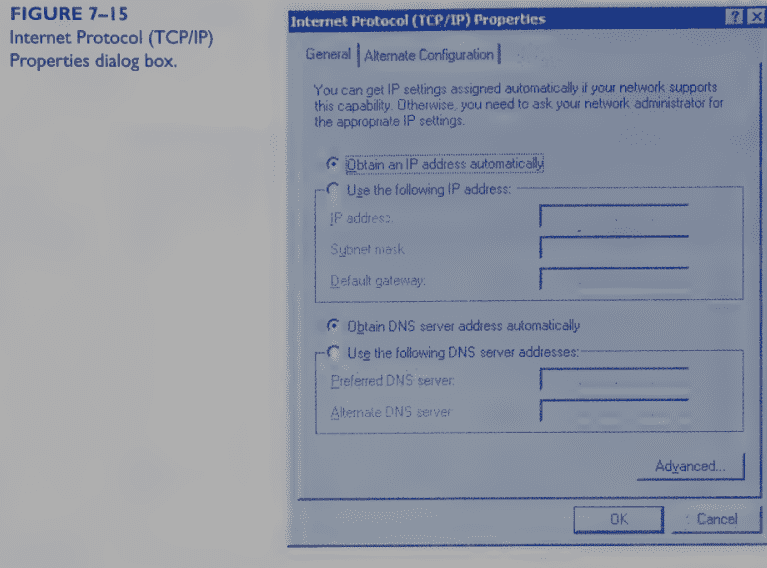 FIGURE 7–15
Internet Protocol (TCP/IP)
Properties dialog box.
Internet Protocol (TCP/IP) Properties
? X
General Alternate Configuration
You can get IP settings assigned automatically if your network supports
this capability. Otherwise, you need to ask your network administrator for
the appropriate IP settings.
Obtain an IP address automatically
Use the following IP address:
IP address:
Subnet mask
Default gateway:
Obtain DNS server address automatically
Use the following DNS server addresses:
Preferred DNS server:
Alternate DNS server
Advanced...
OK Cancel